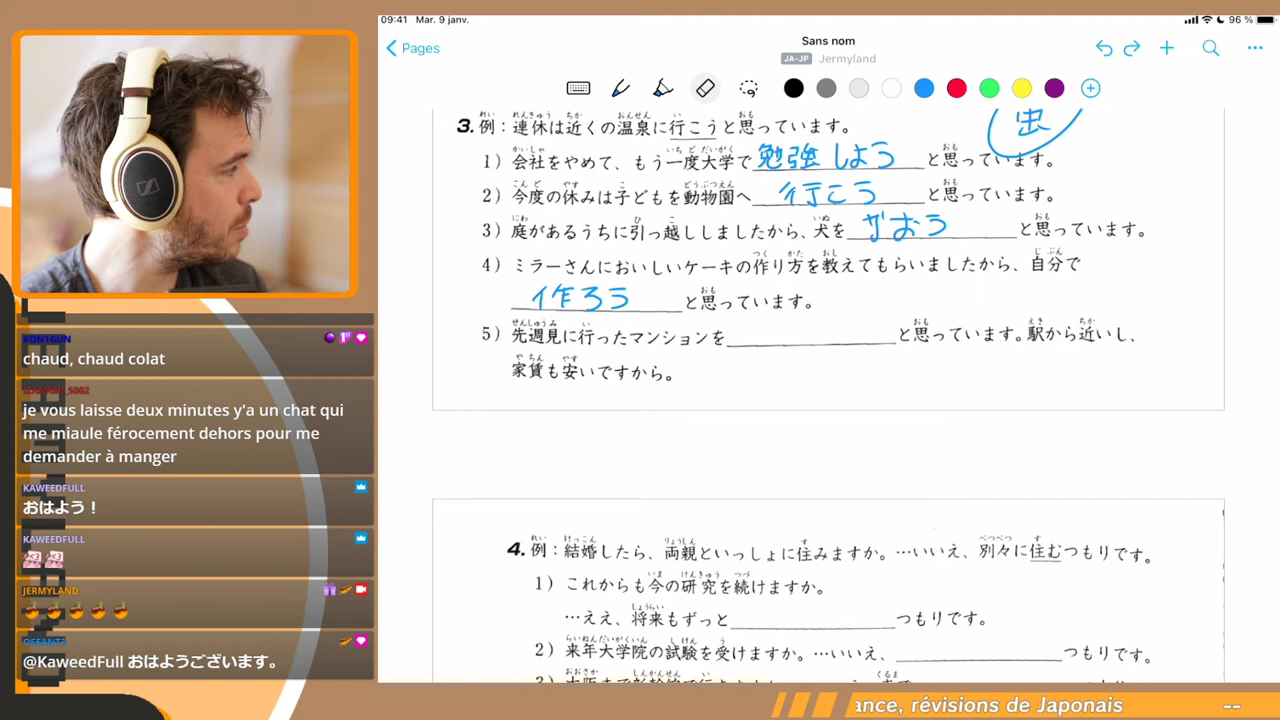 09:41 Mar. 9 janv.
96 %
Pages
Sans nom
JA-JP Jermyland
3. 例：連休は近くの温泉に行こうと思っています。
1）会社をやめて、もう一度大学で 勉強しよう と思っています。
2）今度の休みは子どもを動物園へ 行こう と思っています。
3）庭があるうちに引っ越ししましたから、犬を かおう と思っています。
4）ミラーさんにおいしいケーキの作り方を教えてもらいましたから、自分で
作ろう と思っています。
5）先週見に行ったマンションを と思っています。駅から近いし、
家賃も安いですから。
4. 例：結婚したら、両親といっしょに住みますか。…いいえ、別々に住むつもりです。
1）これからも今の研究を続けますか。
…ええ、将来もずっと つもりです。
2）来年大学院の試験を受けますか。…いいえ、 つもりです。
KON1GUN
chaud, chaud colat
je vous laisse deux minutes y'a un chat qui
me miaule férocement dehors pour me
demander à manger
KAWEEDFULL
おはよう！
KAWEEDFULL
JERMYLAND
@KaweedFull おはようございます。
ance, révisions de Japonais --